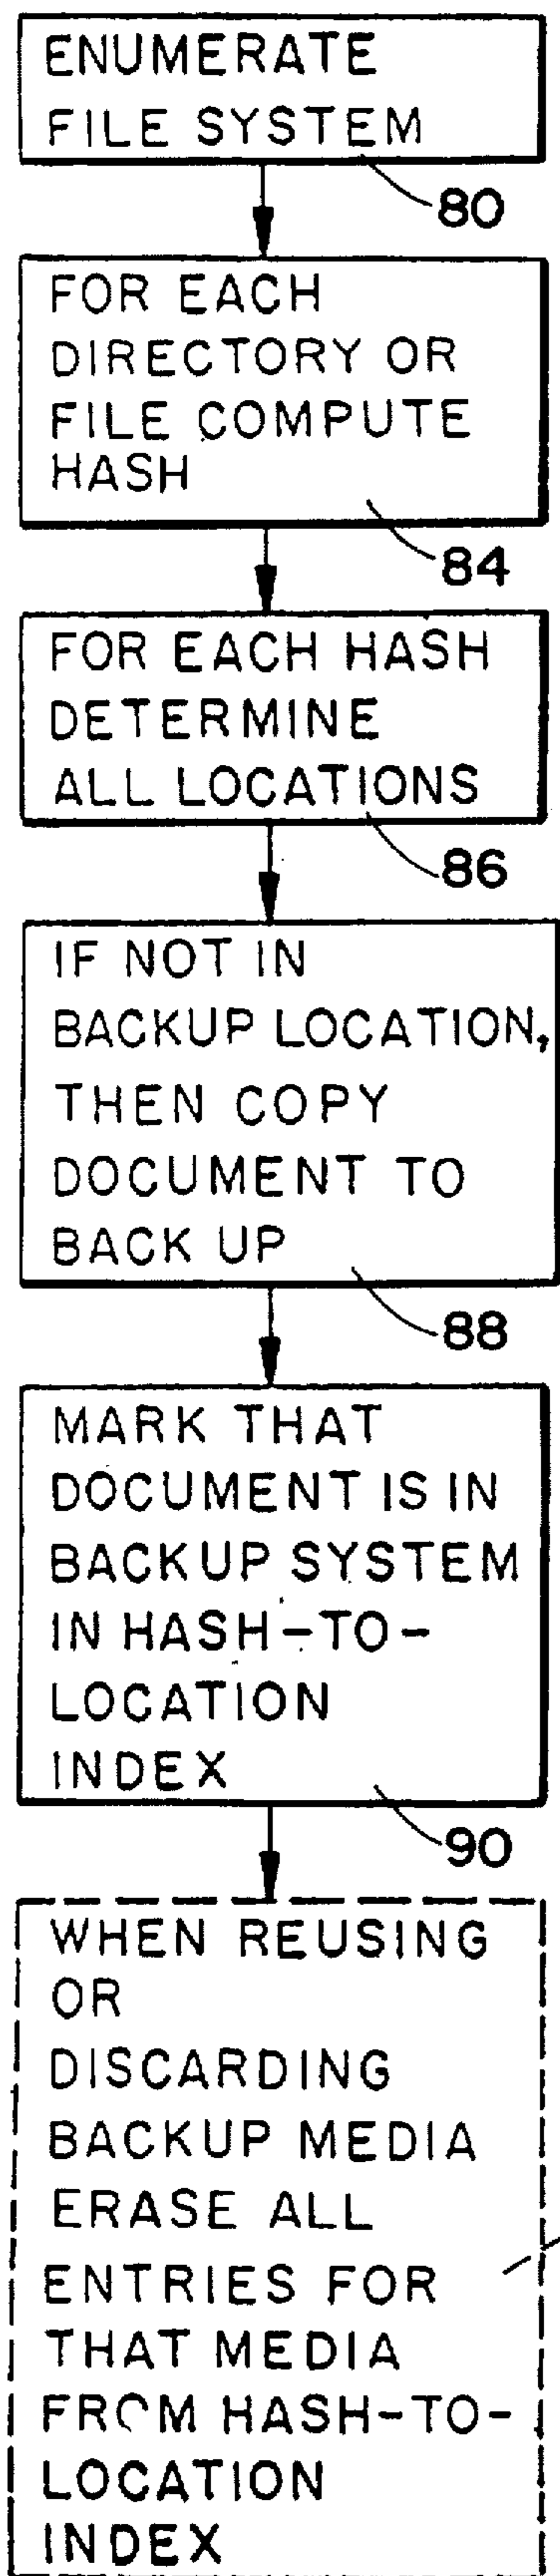 ENUMERATE
FILE SYSTEM
80
FOR EACH
DIRECTORY OR
FILE COMPUTE
HASH
84
FOR EACH HASH
DETERMINE
ALL LOCATIONS
86
IF NOT IN
BACKUP LOCATION,
THEN COPY
DOCUMENT TO
BACK UP
88
MARK THAT
DOCUMENT IS IN
BACKUP SYSTEM
IN HASH-TO-
LOCATION
INDEX
90
WHEN REUSING
OR
DISCARDING
BACKUP MEDIA
ERASE ALL
ENTRIES FOR
THAT MEDIA
FROM HASH-TO-
LOCATION
INDEX